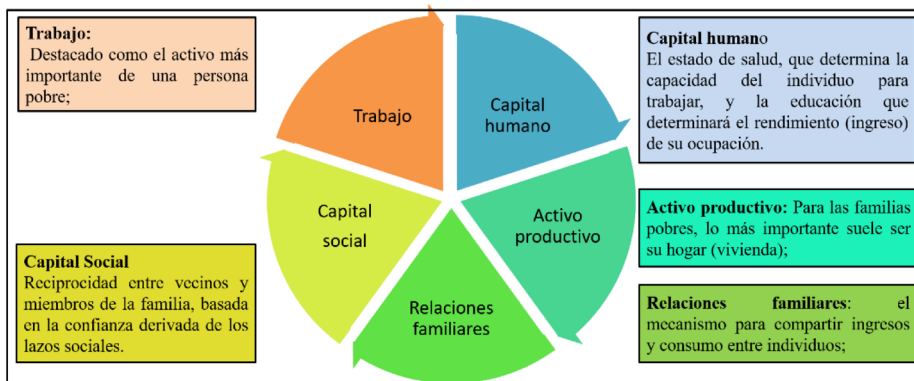 Trabajo:
Destacado como el activo más
importante de una persona
pobre;
Capital humano
El estado de salud, que determina la
capacidad del individuo para
trabajar, y la educación que
determinará el rendimiento (ingreso)
de su ocupación.
Trabajo
Capital
humano
Capital
social
Activo
productivo
Relaciones
familiares
Activo productivo: Para las familias
pobres, lo más importante suele ser
su hogar (vivienda);
Capital Social
Reciprocidad entre vecinos y
miembros de la familia, basada
en la confianza derivada de los
lazos sociales.
Relaciones familiares: el
mecanismo para compartir ingresos
y consumo entre individuos;